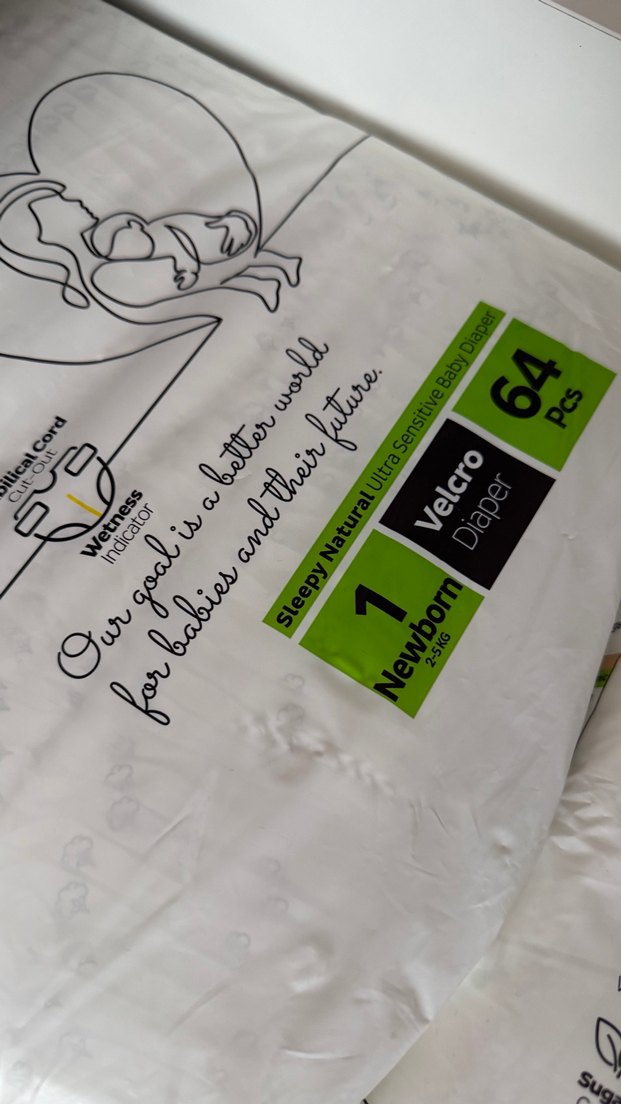 Cut-Out
Wetness
Indicator
Our goal is a better world
for babies and their future.
Sleepy Natural Ultra Sensitive Baby Diaper
1
Newborn
2-5 KG
Velcro
Diaper
64
Pcs